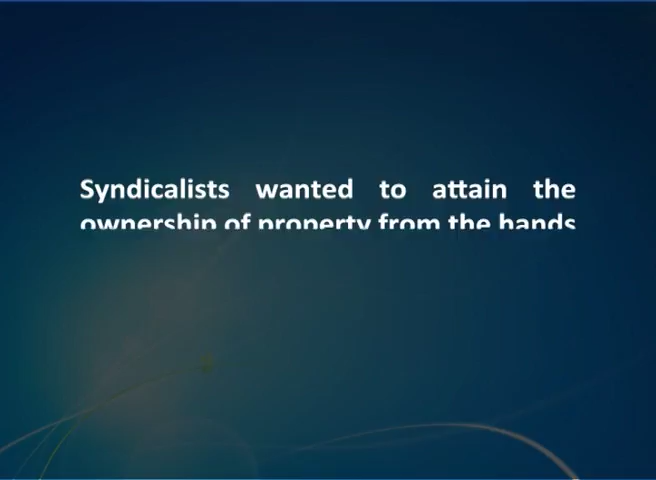 Syndicalists wanted to attain the
ownership of property from the hands